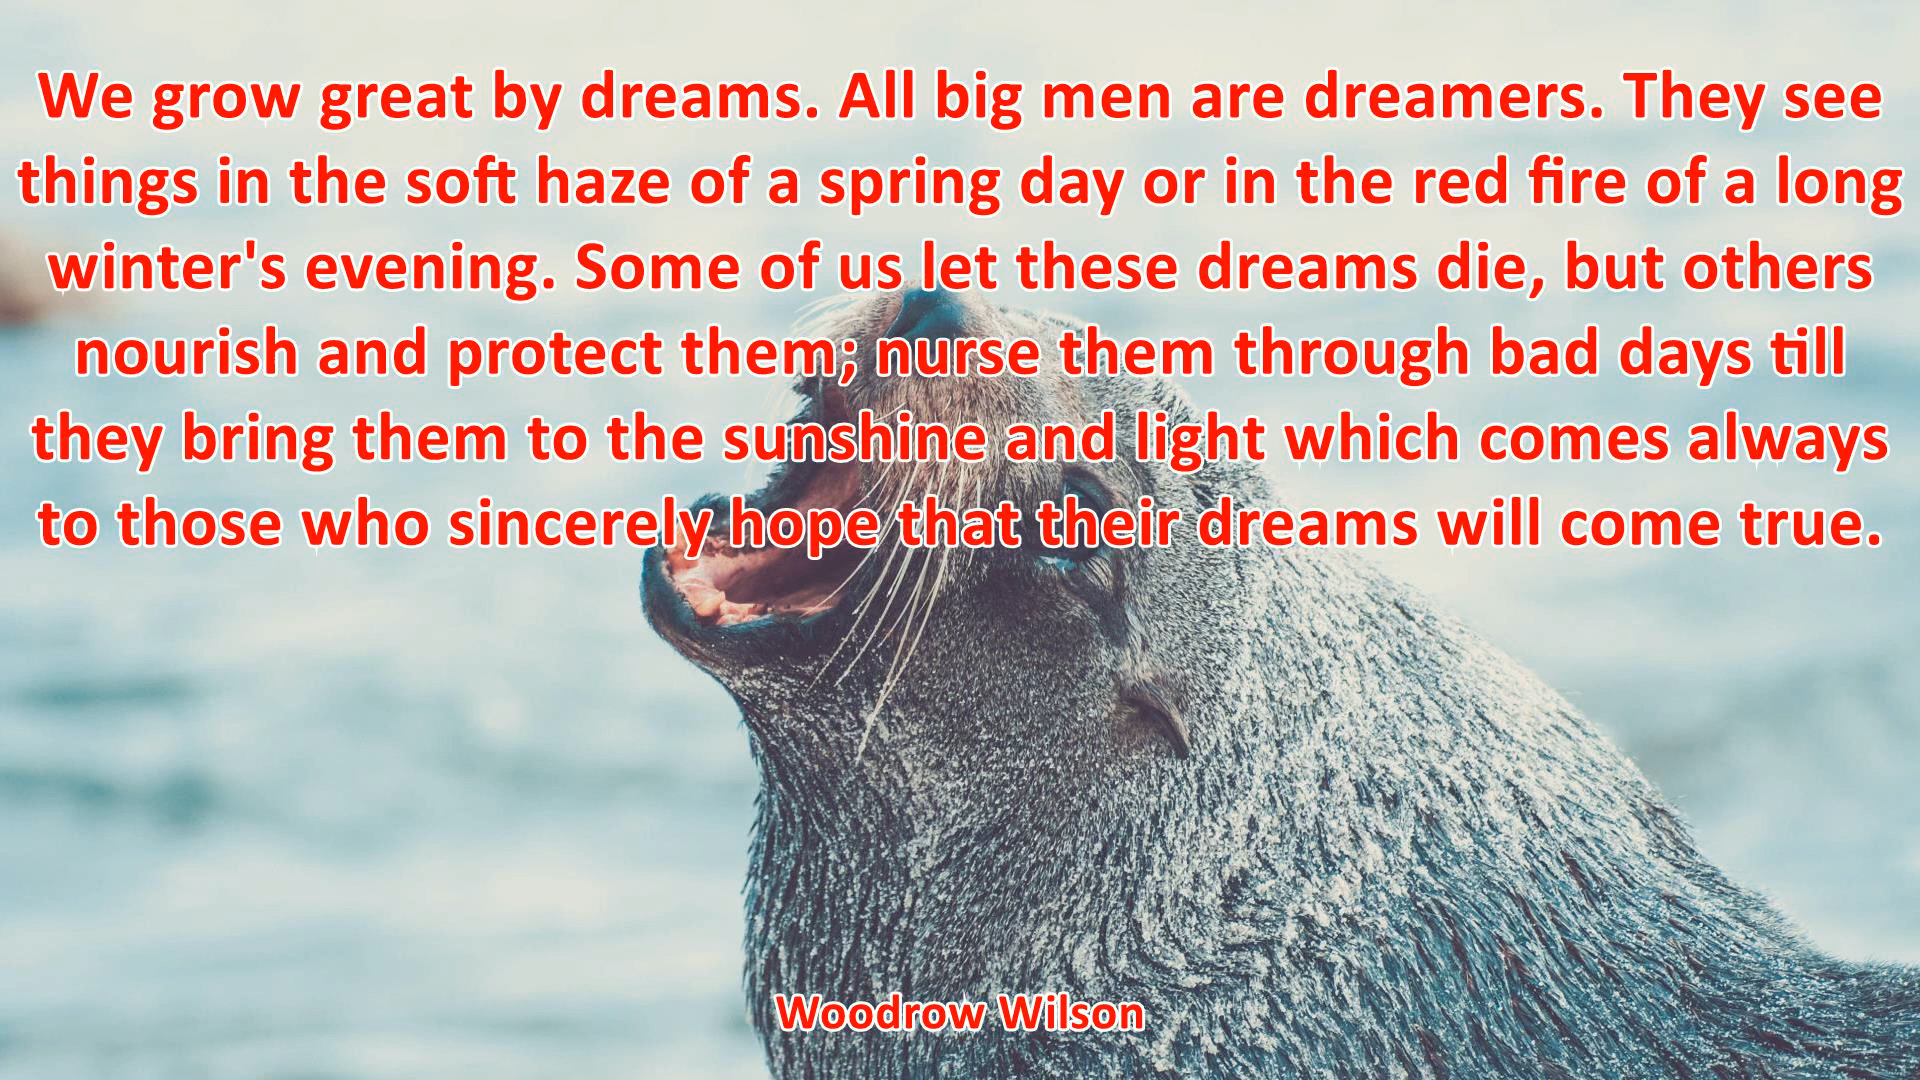 We grow great by dreams. All big men are dreamers. They see
things in the soft haze of a spring day or in the red fire of a long
winter's evening. Some of us let these dreams die, but others
nourish and protect them; nurse them through bad days till
they bring them to the sunshine and light which comes always
to those who sincerely hope that their dreams will come true.
Woodrow Wilson